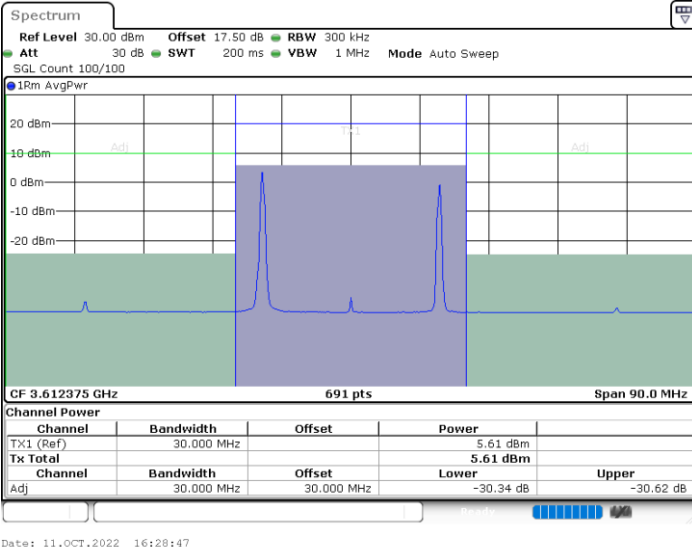 Spectrum
Ref Level 30.00 dBm Offset 17.50 dB RBW 300 kHz
Att 30 dB SWT 200 ms VBW 1 MHz Mode Auto Sweep
SGL Count 100/100
1Rm AvgPwr
20 dBm
TX1
Adj Adj
10 dBm
0 dBm
-10 dBm
-20 dBm
CF 3.612375 GHz 691 pts Span 90.0 MHz
Channel Power
Channel Bandwidth Offset Power
TX1 (Ref) 30.000 MHz 5.61 dBm
Tx Total 5.61 dBm
Channel Bandwidth Offset Lower Upper
Adj 30.000 MHz 30.000 MHz -30.34 dB -30.62 dB
Ready
Date: 11.OCT.2022 16:28:47